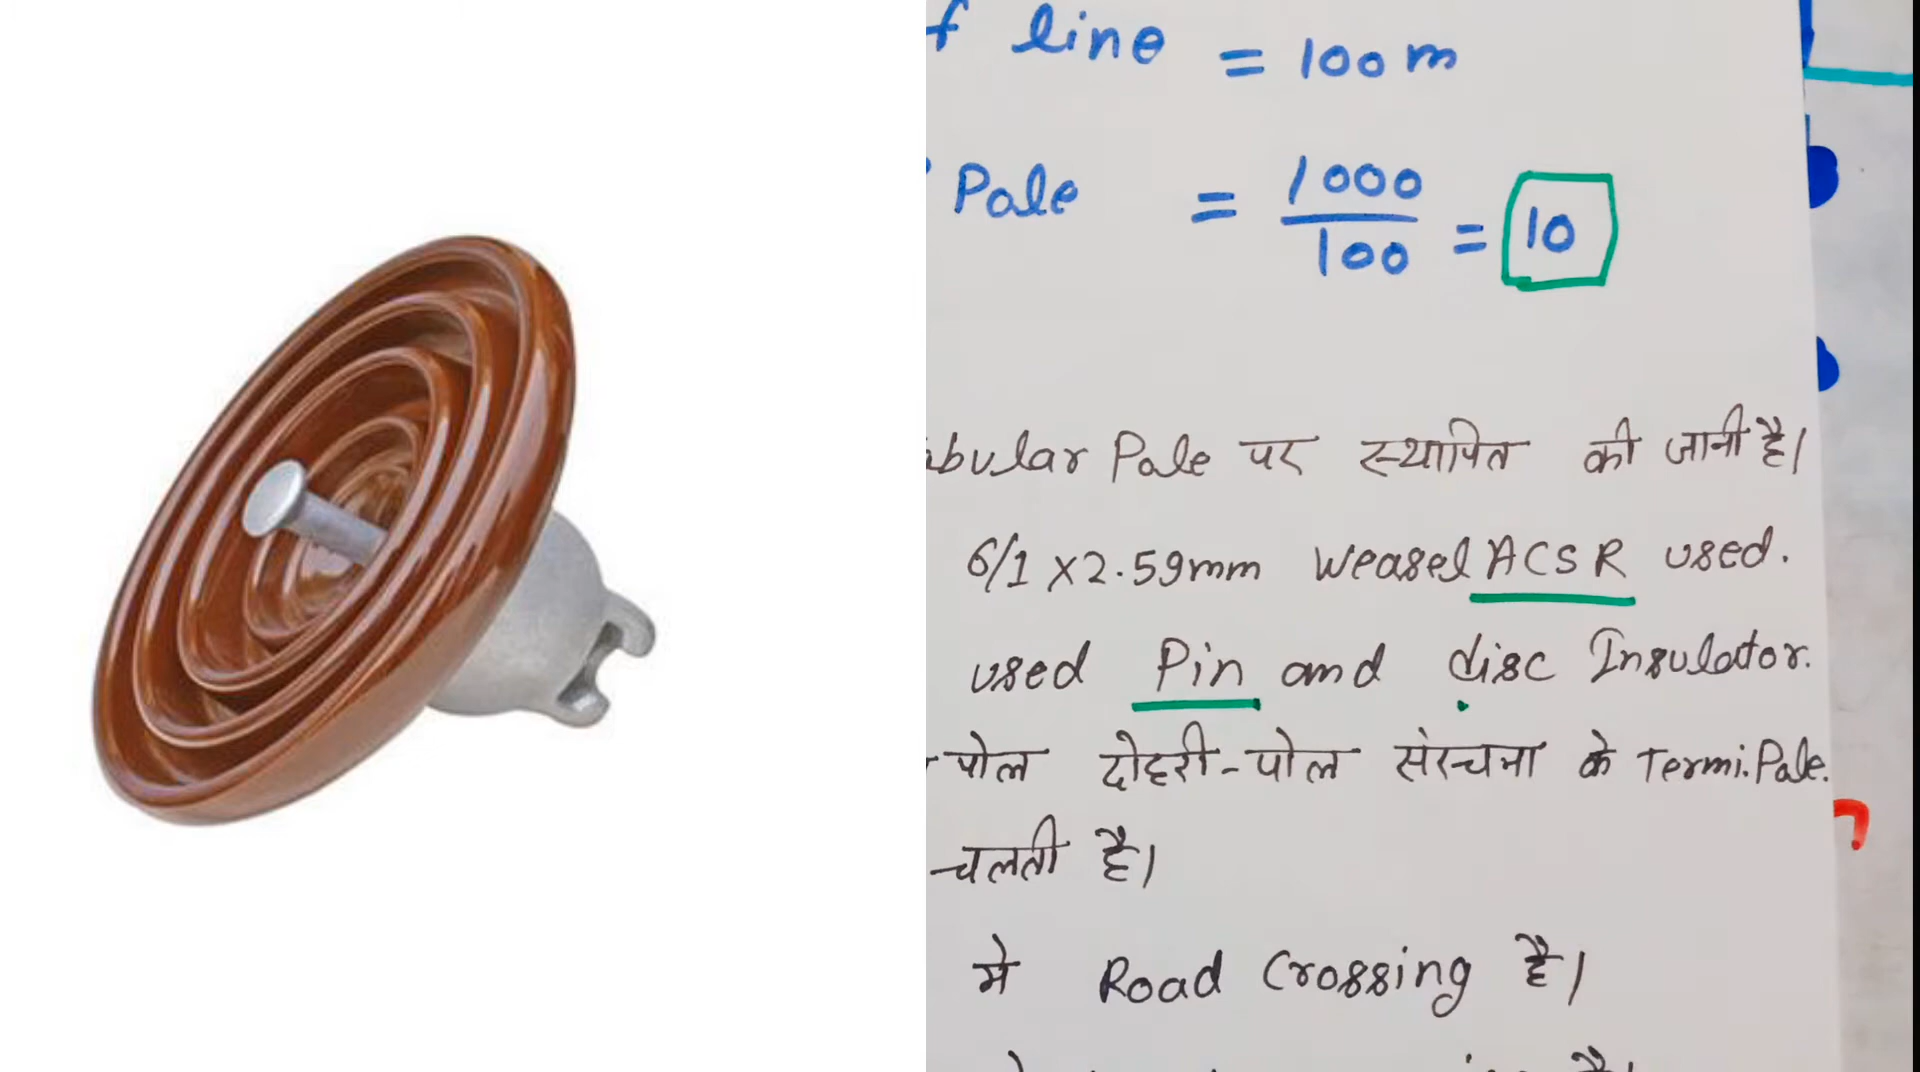 f line = 100 m
Pole = 1000/100 = 10
bular Pole पर स्थापित की जानी है।
6/1 x 2.59mm Weasel ACSR used.
used Pin and disc Insulator.
-पोल दोहरी-पोल संरचना के Termi. Pole.
चलती है।
मे Road Crossing है।